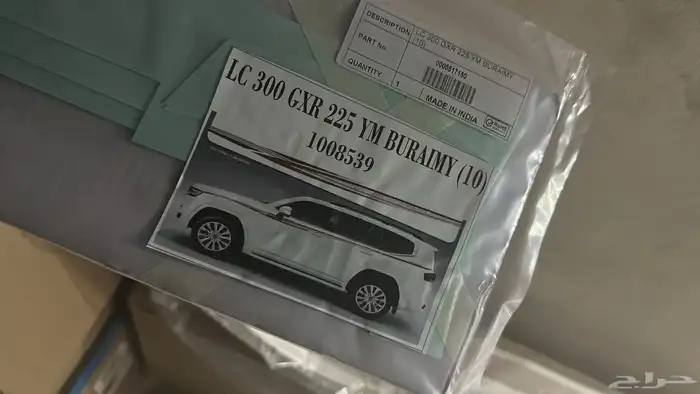 DESCRIPTION
LC 300 GXR 225 YM BURAIMY
(10)
PART No.
0000817150
QUANTITY
1
MADE IN INDIA
LC 300 GXR 225 YM BURAIMY (10)
1008539
حراج